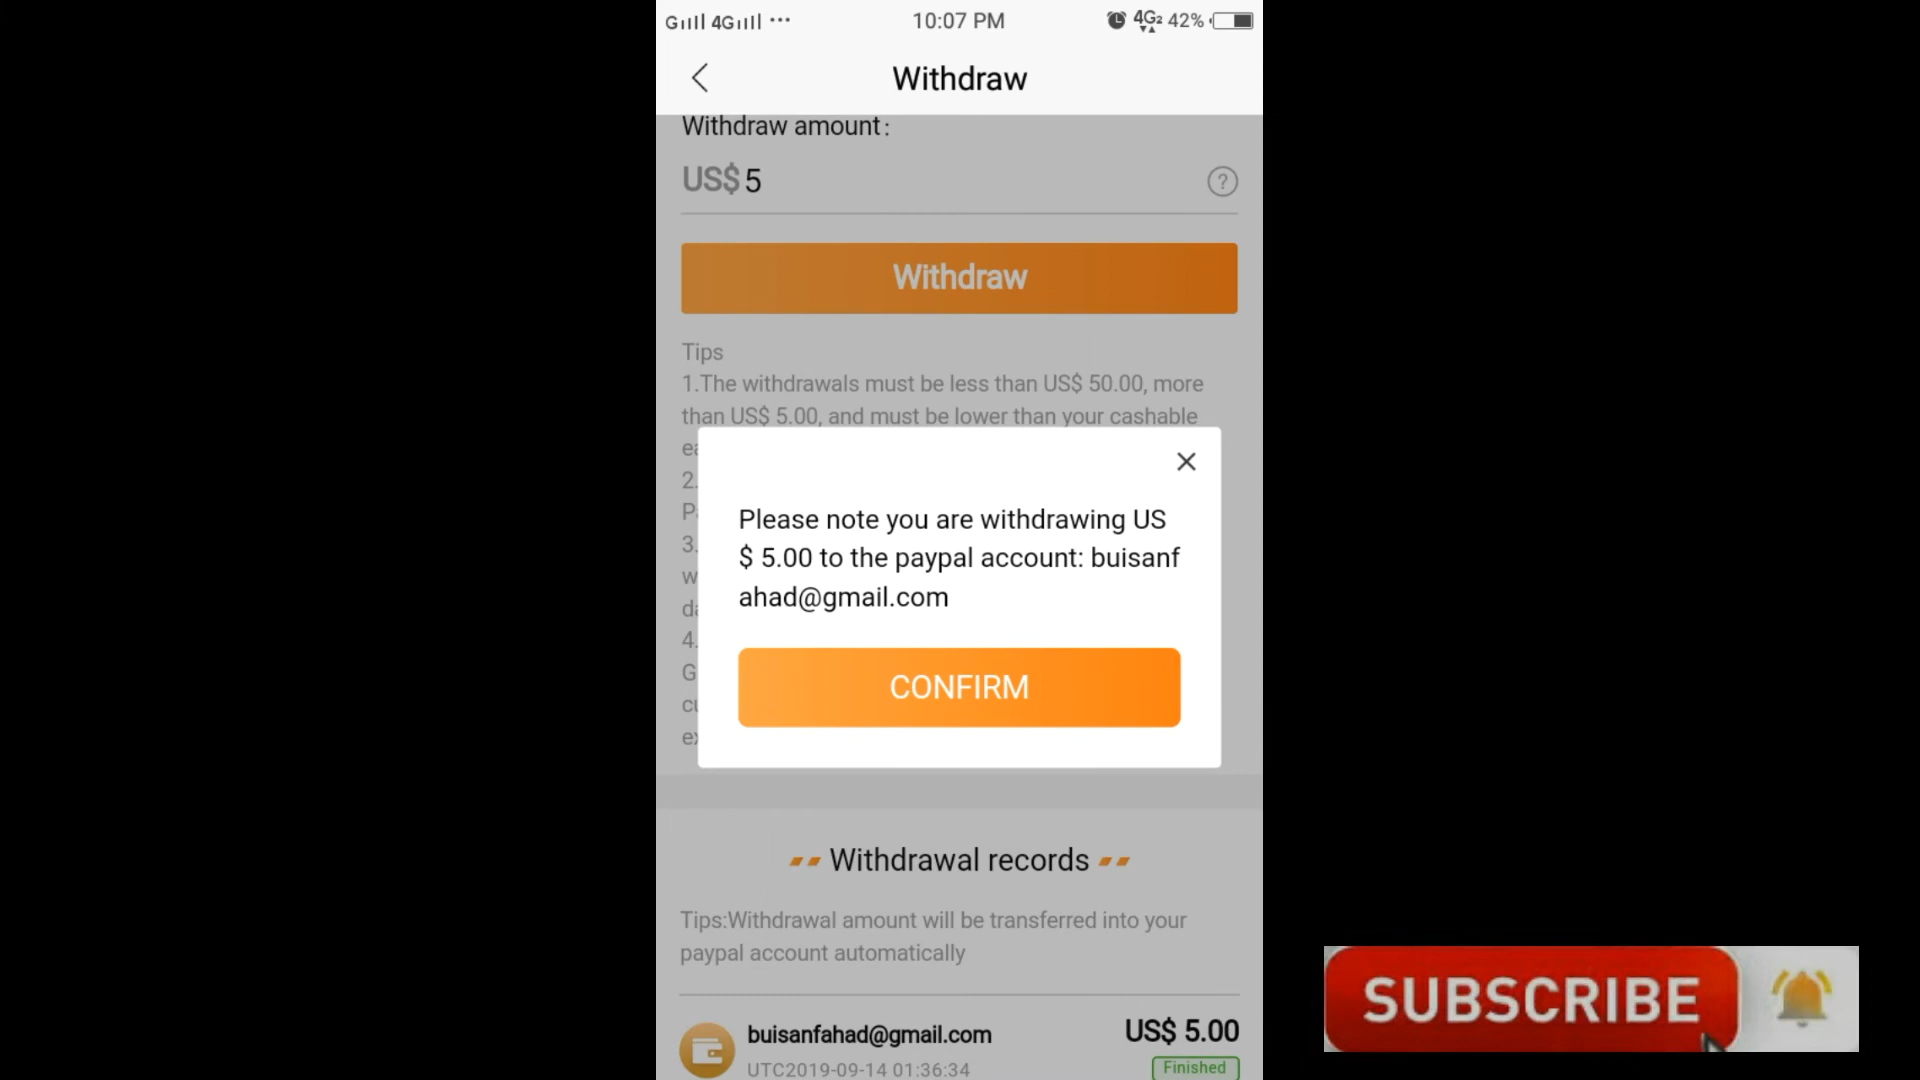 G 4G ··· 10:07 PM 4G2 42%
Withdraw
Withdraw amount:
US$ 5 ?
Withdraw
Tips
1.The withdrawals must be less than US$ 50.00, more
than US$ 5.00, and must be lower than your cashable
2.
3.
4.
Please note you are withdrawing US
$ 5.00 to the paypal account: buisanf
ahad@gmail.com
CONFIRM
Withdrawal records
Tips:Withdrawal amount will be transferred into your
paypal account automatically
buisanfahad@gmail.com US$ 5.00
UTC2019-09-14 01:36:34 Finished
SUBSCRIBE